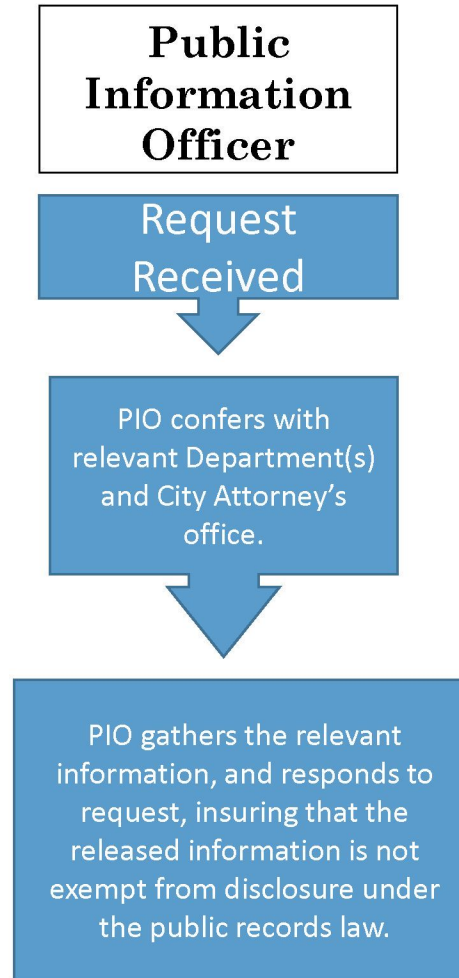 Public
Information
Officer
Request
Received
PIO confers with
relevant Department(s)
and City Attorney’s
office.
PIO gathers the relevant
information, and responds to
request, insuring that the
released information is not
exempt from disclosure under
the public records law.